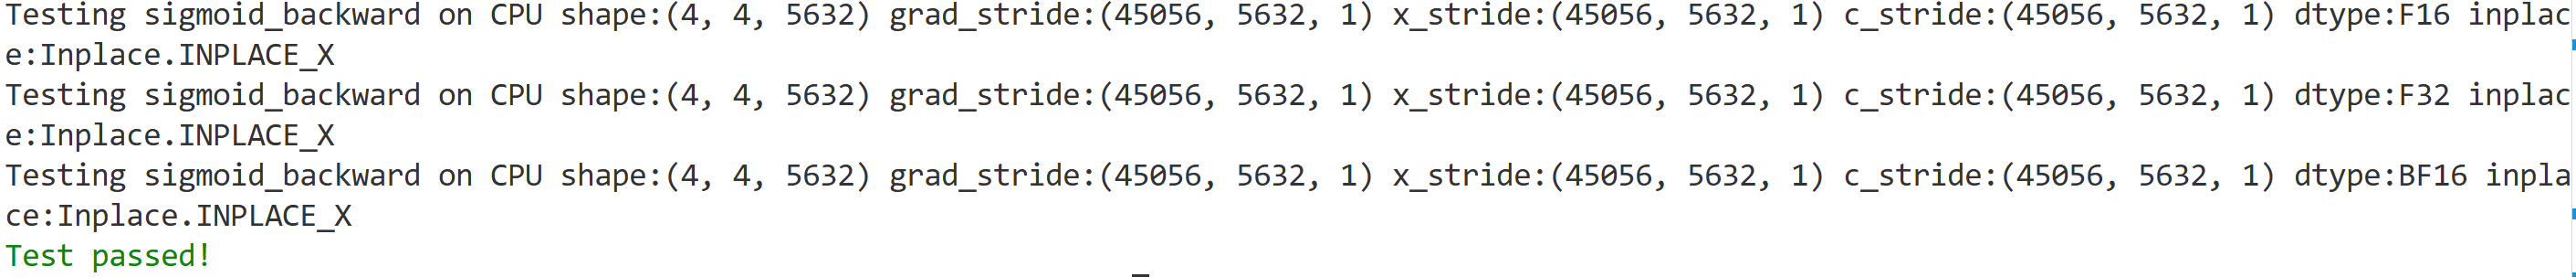 Testing sigmoid_backward on CPU shape:(4, 4, 5632) grad_stride:(45056, 5632, 1) x_stride:(45056, 5632, 1) c_stride:(45056, 5632, 1) dtype:F16 inplac
e:Inplace.INPLACE_X
Testing sigmoid_backward on CPU shape:(4, 4, 5632) grad_stride:(45056, 5632, 1) x_stride:(45056, 5632, 1) c_stride:(45056, 5632, 1) dtype:F32 inplac
e:Inplace.INPLACE_X
Testing sigmoid_backward on CPU shape:(4, 4, 5632) grad_stride:(45056, 5632, 1) x_stride:(45056, 5632, 1) c_stride:(45056, 5632, 1) dtype:BF16 inpla
ce:Inplace.INPLACE_X
Test passed!